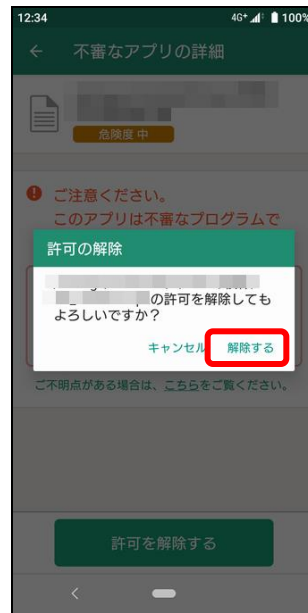 12:34 4G+ 100%
← 不審なアプリの詳細
危険度 中
ご注意ください。
このアプリは不審なプログラムで
許可の解除
の許可を解除しても
よろしいですか？
キャンセル 解除する
ご不明点がある場合は、こちらをご覧ください。
許可を解除する